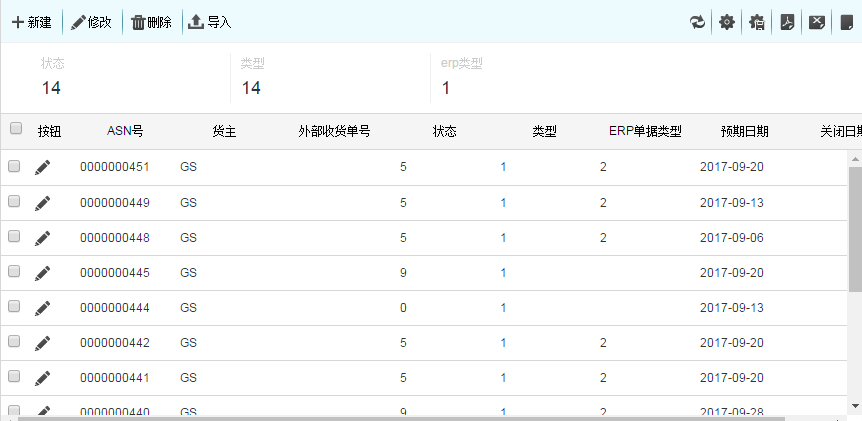 新建 修改 删除 导入
状态 类型 erp类型
14 14 1
按钮 ASN号 货主 外部收货单号 状态 类型 ERP单据类型 预期日期 关闭日期
0000000451 GS 5 1 2 2017-09-20
0000000449 GS 5 1 2 2017-09-13
0000000448 GS 5 1 2 2017-09-06
0000000445 GS 9 1 2017-09-20
0000000444 GS 0 1 2017-09-13
0000000442 GS 5 1 2 2017-09-20
0000000441 GS 5 1 2 2017-09-20
0000000440 GS 9 1 2 2017-09-28